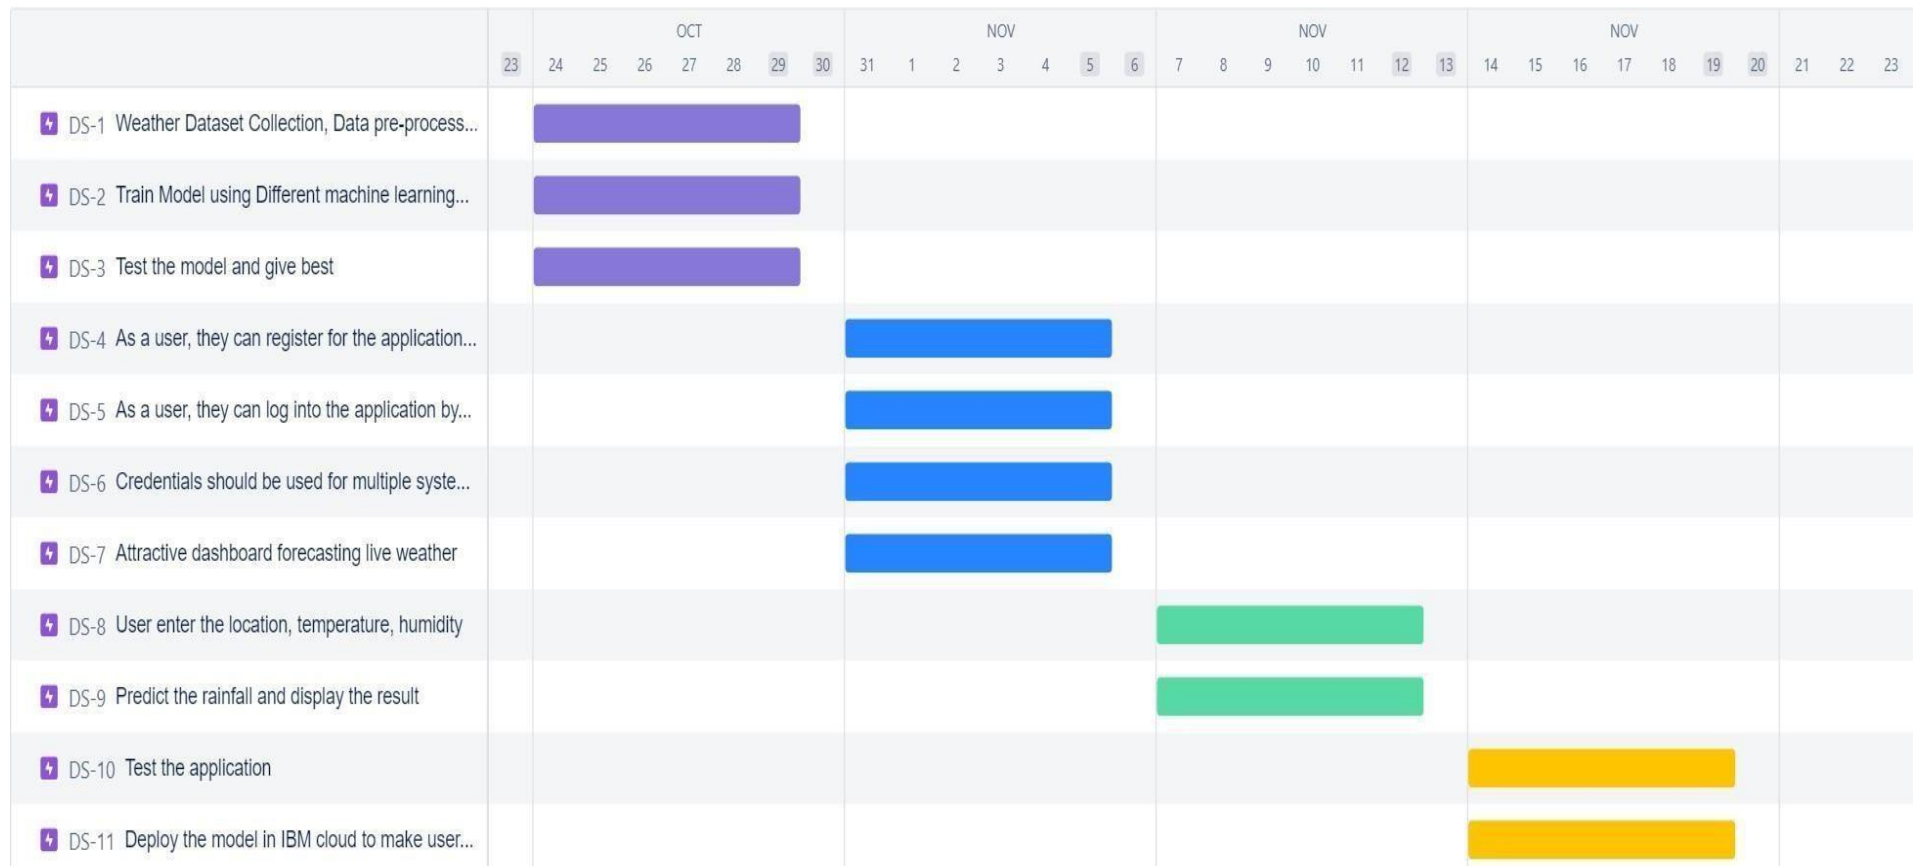 OCT NOV NOV NOV
23 24 25 26 27 28 29 30 31 1 2 3 4 5 6 7 8 9 10 11 12 13 14 15 16 17 18 19 20 21 22 23
DS-1 Weather Dataset Collection, Data pre-process...
DS-2 Train Model using Different machine learning...
DS-3 Test the model and give best
DS-4 As a user, they can register for the application...
DS-5 As a user, they can log into the application by...
DS-6 Credentials should be used for multiple syste...
DS-7 Attractive dashboard forecasting live weather
DS-8 User enter the location, temperature, humidity
DS-9 Predict the rainfall and display the result
DS-10 Test the application
DS-11 Deploy the model in IBM cloud to make user...